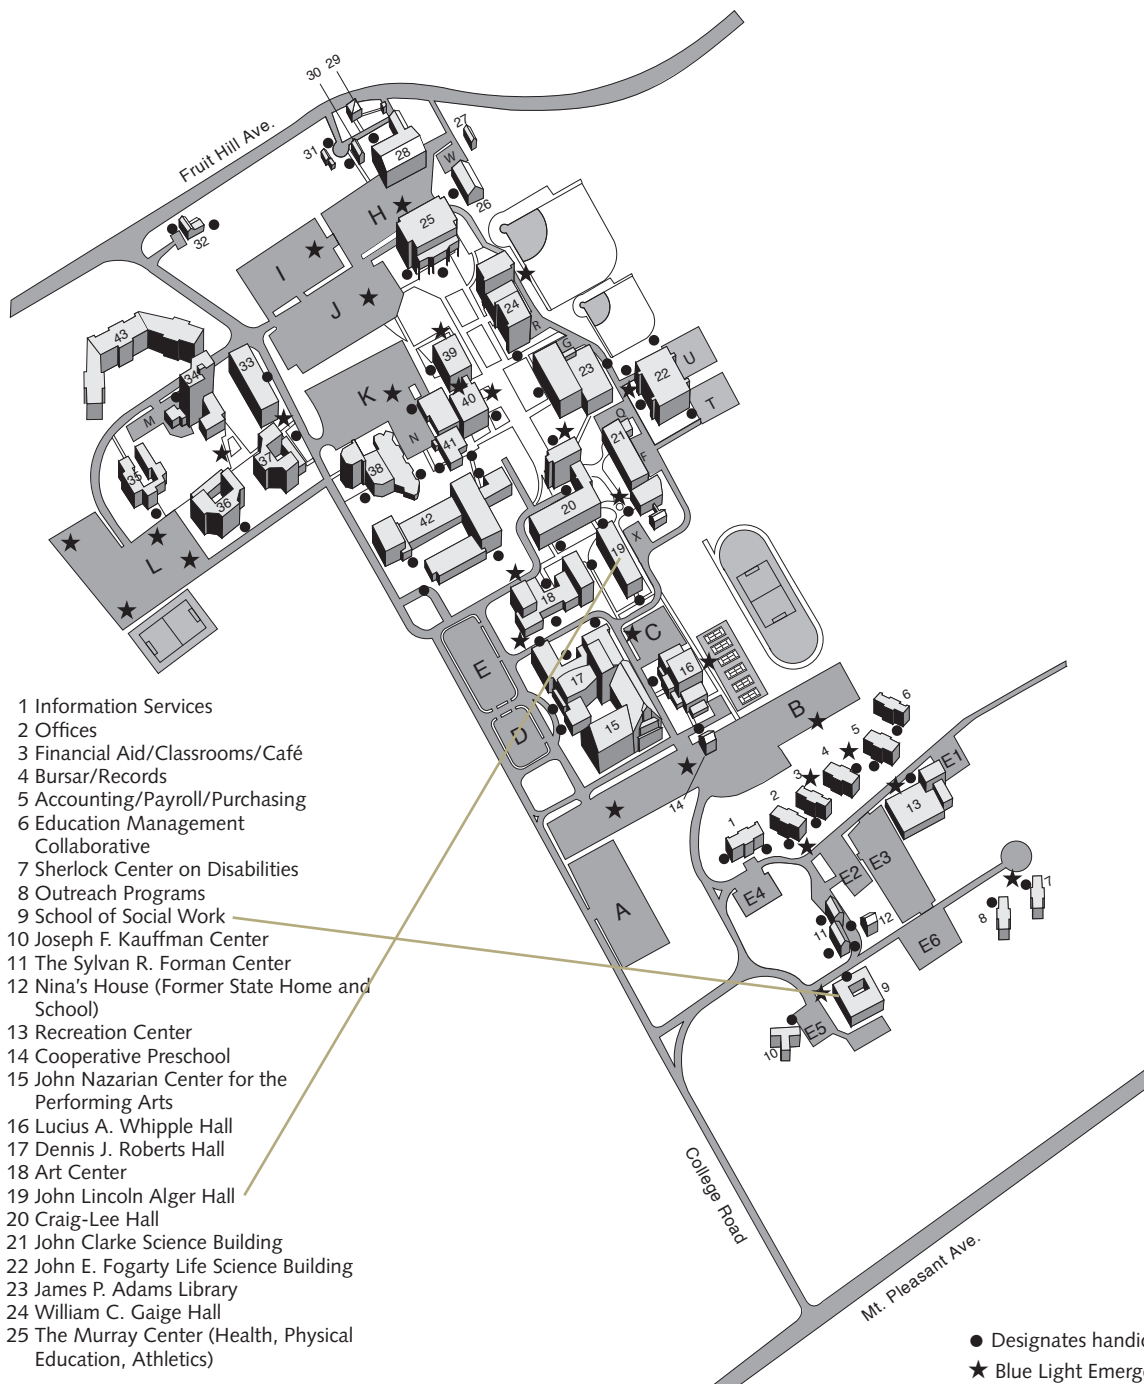 30
29
Fruit Hill Ave.
27
31
28
W
26
32
H
25
I
J
24
R
43
34
33
39
G
23
22
U
T
K
40
Q
M
N
41
21
F
35
37
38
36
42
20
X
L
19
18
C
16
E
17
15
D
B
6
5
4
3
2
1
14
E1
13
E3
E2
E4
A
7
8
12
11
E6
9
E5
10
1 Information Services
2 Offices
3 Financial Aid/Classrooms/Café
4 Bursar/Records
5 Accounting/Payroll/Purchasing
6 Education Management
Collaborative
7 Sherlock Center on Disabilities
8 Outreach Programs
9 School of Social Work
10 Joseph F. Kauffman Center
11 The Sylvan R. Forman Center
12 Nina's House (Former State Home and
School)
13 Recreation Center
14 Cooperative Preschool
15 John Nazarian Center for the
Performing Arts
16 Lucius A. Whipple Hall
17 Dennis J. Roberts Hall
18 Art Center
19 John Lincoln Alger Hall
20 Craig-Lee Hall
21 John Clarke Science Building
22 John E. Fogarty Life Science Building
23 James P. Adams Library
24 William C. Gaige Hall
25 The Murray Center (Health, Physical
Education, Athletics)
College Road
Mt. Pleasant Ave.
Designates handic
Blue Light Emerge